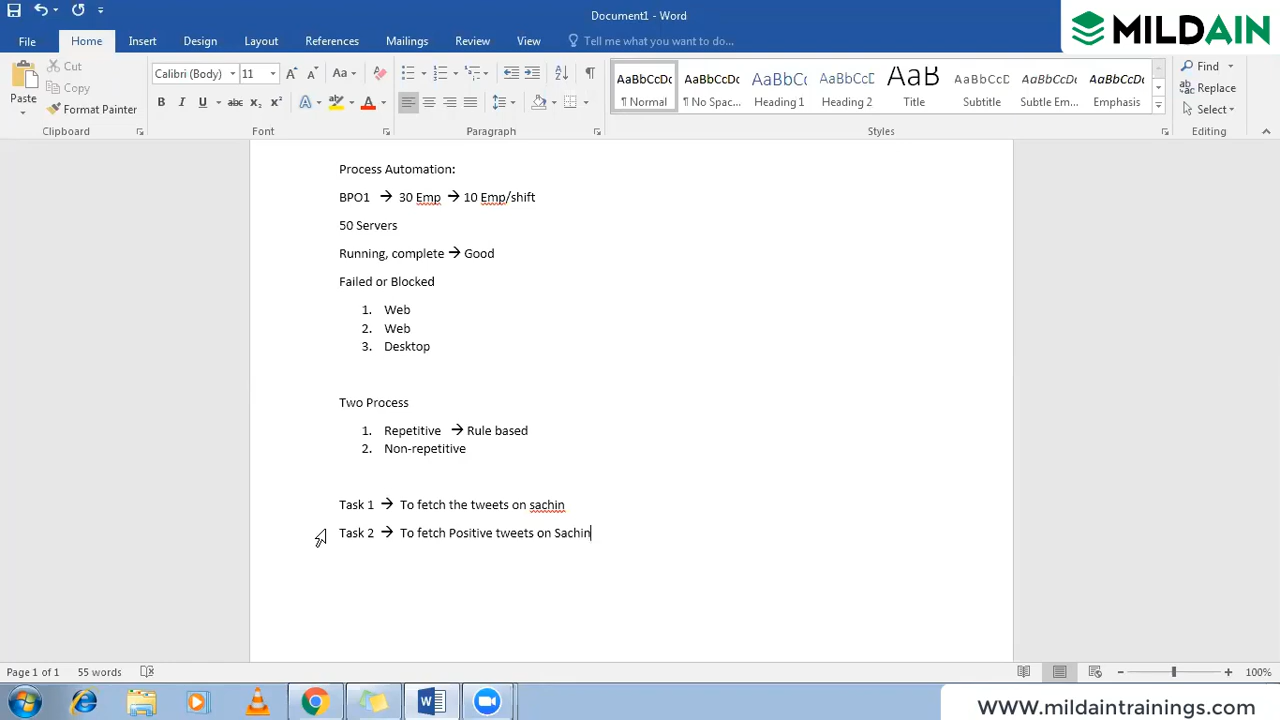 Document1 - Word
MILDAIN
File Home Insert Design Layout References Mailings Review View Tell me what you want to do...
Cut
Copy
Format Painter
Paste
Clipboard
Calibri (Body) 11
Font
Paragraph
AaBbCcDc AaBbCcDc AaBbCc AaBbCcC AaB AaBbCcD AaBbCcDc AaBbCcDc
¶ Normal ¶ No Spac... Heading 1 Heading 2 Title Subtitle Subtle Em... Emphasis
Styles
Find
Replace
Select
Editing
Process Automation:
BPO1 → 30 Emp → 10 Emp/shift
50 Servers
Running, complete → Good
Failed or Blocked
1. Web
2. Web
3. Desktop
Two Process
1. Repetitive → Rule based
2. Non-repetitive
Task 1 → To fetch the tweets on sachin
Task 2 → To fetch Positive tweets on Sachin
Page 1 of 1 55 words
100%
www.mildaintrainings.com